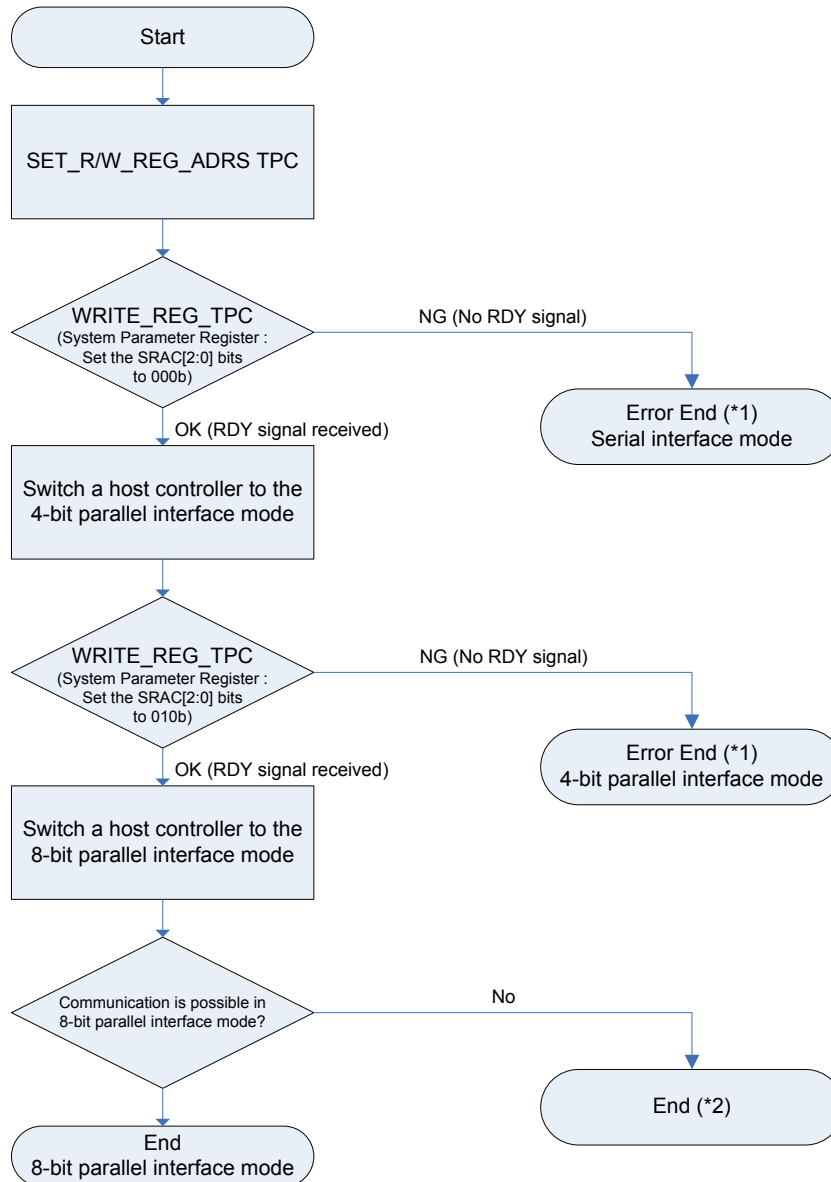 Start
SET_R/W_REG_ADRS TPC
WRITE_REG_TPC
(System Parameter Register :
Set the SRAC[2:0] bits
to 000b)
NG (No RDY signal)
Error End (*1)
Serial interface mode
OK (RDY signal received)
Switch a host controller to the
4-bit parallel interface mode
WRITE_REG_TPC
(System Parameter Register :
Set the SRAC[2:0] bits
to 010b)
NG (No RDY signal)
Error End (*1)
4-bit parallel interface mode
OK (RDY signal received)
Switch a host controller to the
8-bit parallel interface mode
Communication is possible in
8-bit parallel interface mode?
No
End (*2)
End
8-bit parallel interface mode